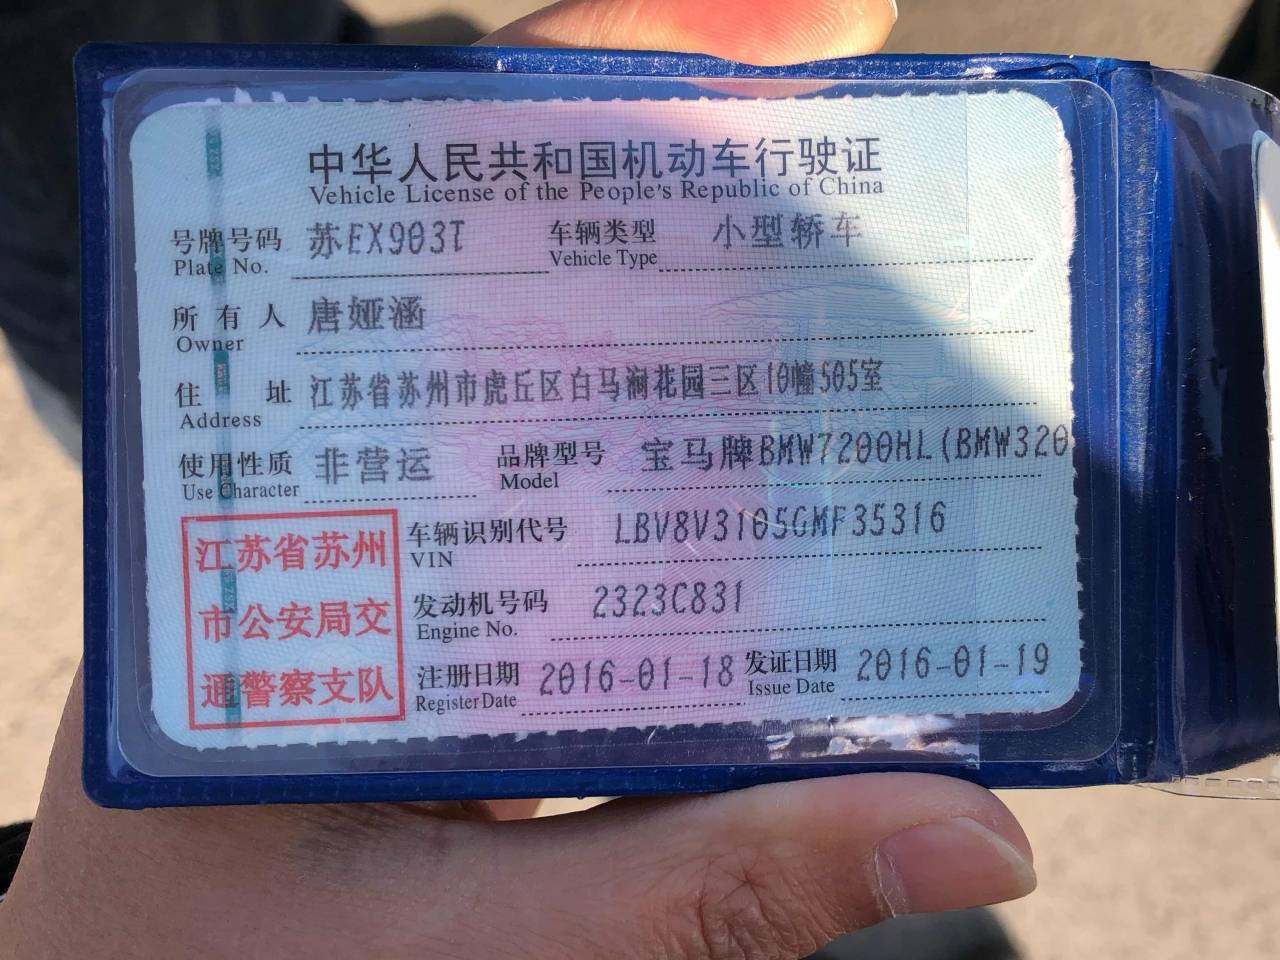 中华人民共和国机动车行驶证
Vehicle License of the People's Republic of China
号牌号码 苏EX903T 车辆类型 小型轿车
Plate No. Vehicle Type
所有人 唐娅涵
Owner
住址 江苏省苏州市虎丘区白马涧花园三区10幢505室
Address
使用性质 非营运 品牌型号 宝马牌BMW7200HL(BMW320
Use Character Model
江苏省苏州
市公安局交
通警察支队
车辆识别代号 LBV8V3105GMF35316
VIN
发动机号码 2323C831
Engine No.
注册日期 2016-01-18 发证日期 2016-01-19
Register Date Issue Date